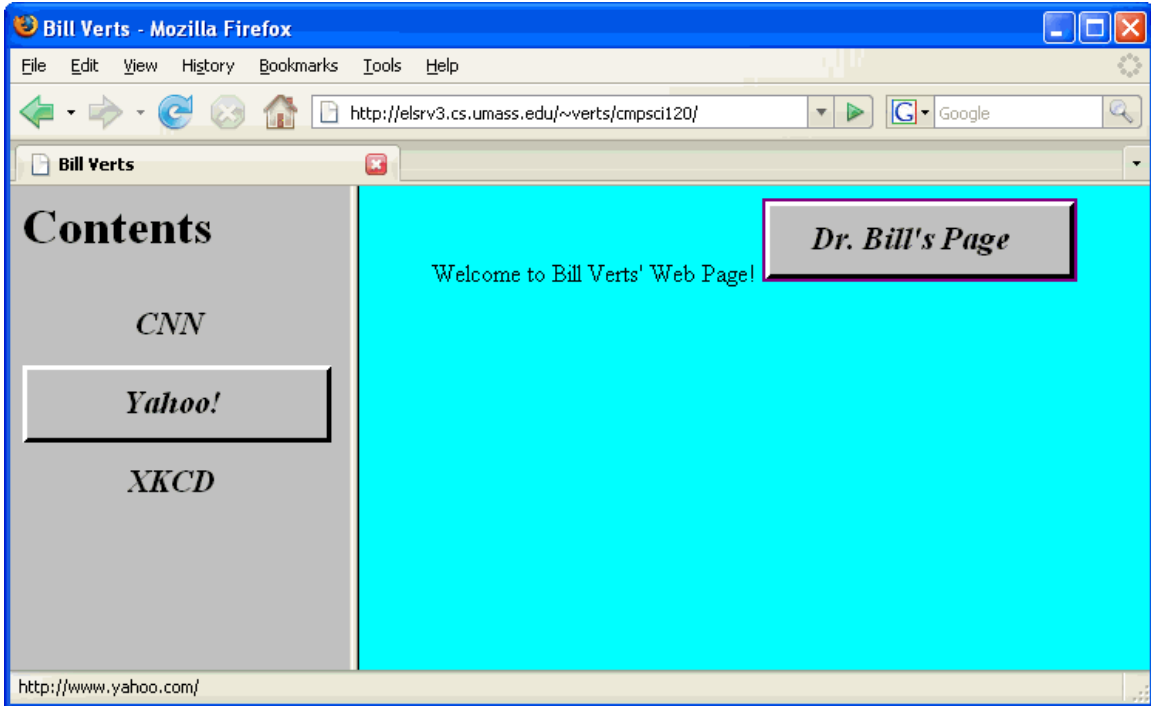 Bill Verts - Mozilla Firefox
File Edit View History Bookmarks Tools Help
http://elsrv3.cs.umass.edu/~verts/cmpsci120/
G Google
Bill Verts
Contents
CNN
Yahoo!
XKCD
Dr. Bill's Page
Welcome to Bill Verts' Web Page!
http://www.yahoo.com/